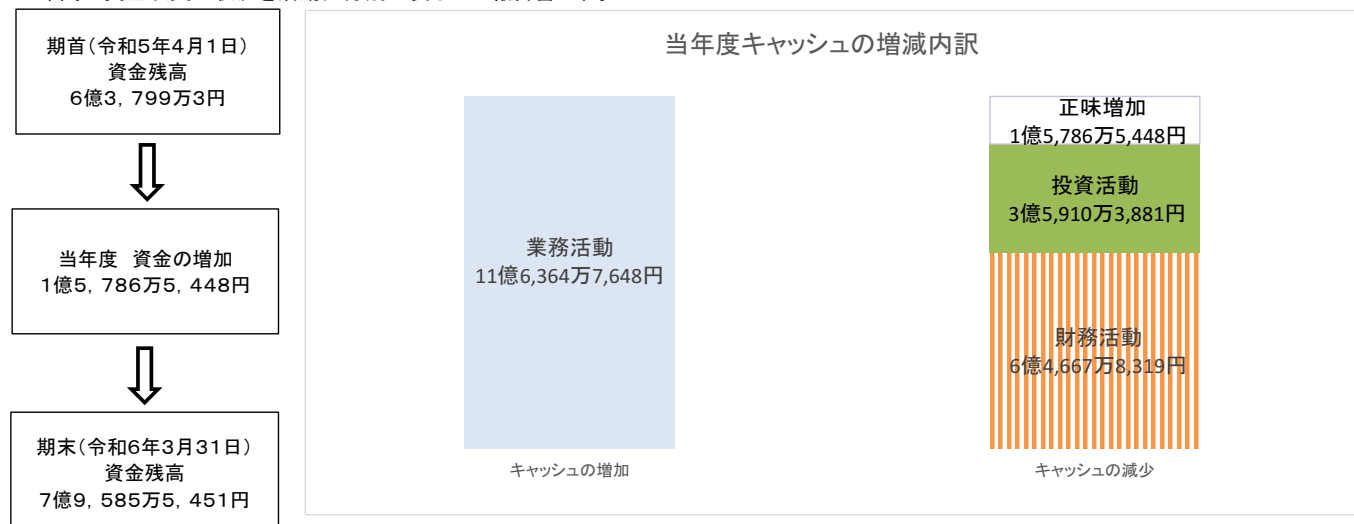 期首(令和5年4月1日)
資金残高
6億3，799万3円
当年度 資金の増加
1億5，786万5，448円
期末(令和6年3月31日)
資金残高
7億9，585万5，451円
当年度キャッシュの増減内訳
業務活動
11億6,364万7,648円
キャッシュの増加
正味増加
1億5,786万5,448円
投資活動
3億5,910万3,881円
財務活動
6億4,667万8,319円
キャッシュの減少